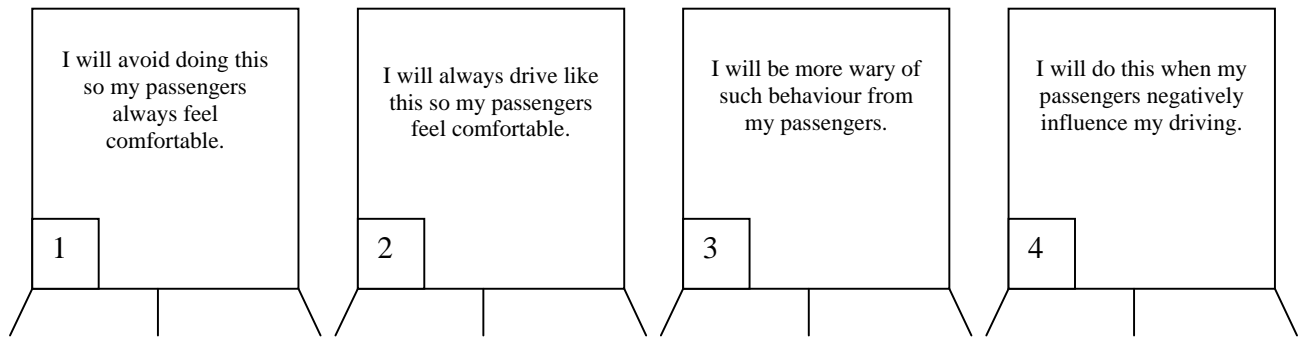 I will avoid doing this
so my passengers
always feel
comfortable.
1
I will always drive like
this so my passengers
feel comfortable.
2
I will be more wary of
such behaviour from
my passengers.
3
I will do this when my
passengers negatively
influence my driving.
4